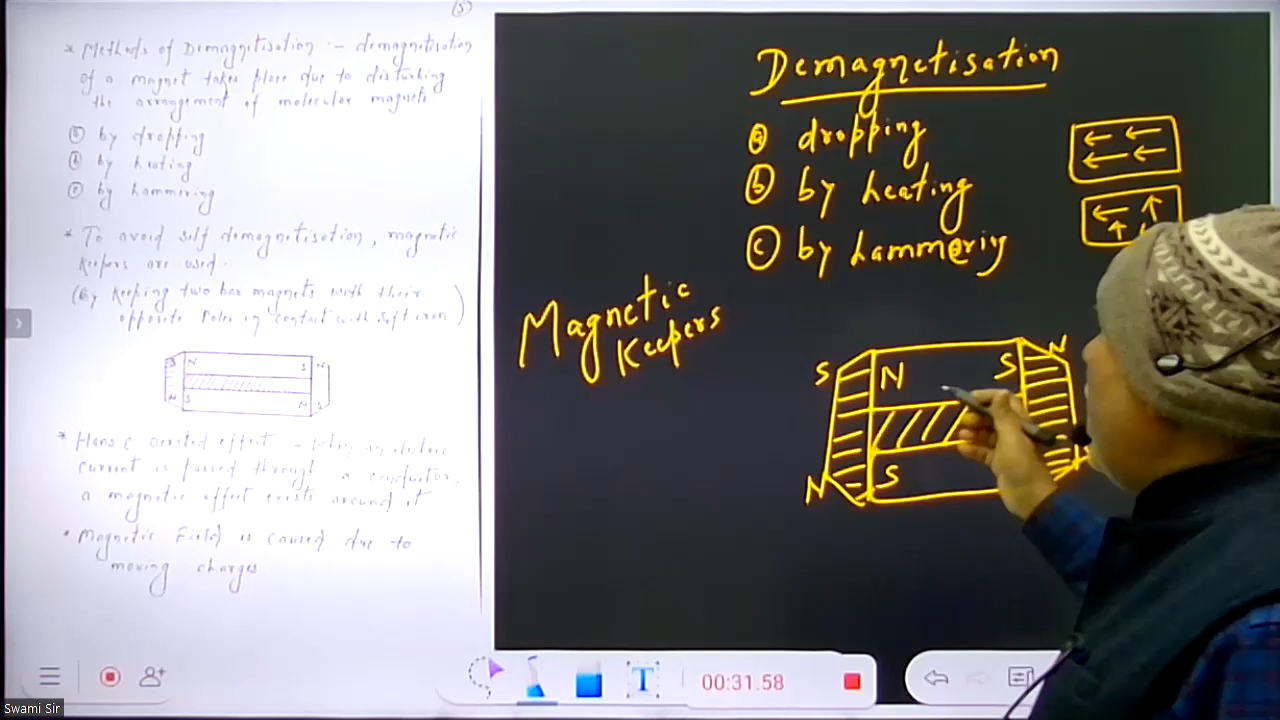 (5)
* Methods of Demagnetisation :- demagnetisation
of a magnet takes place due to disturbing
the arrangement of molecular magnets
(a) by dropping
(b) by heating
(c) by hammering
* To avoid self demagnetisation, magnetic
keepers are used.
(By keeping two bar magnets with their
opposite Poles in contact with soft iron)
S N S N
N S N S
* Hans C Oersted effect -
current is passed through a conductor,
a magnetic effect exists around it
* Magnetic Field is caused due to
moving charges
Demagnetisation
(a) dropping
(b) by heating
(c) by hammering
Magnetic
Keepers
S N S N
N S
00:31.58
T
Swami Sir